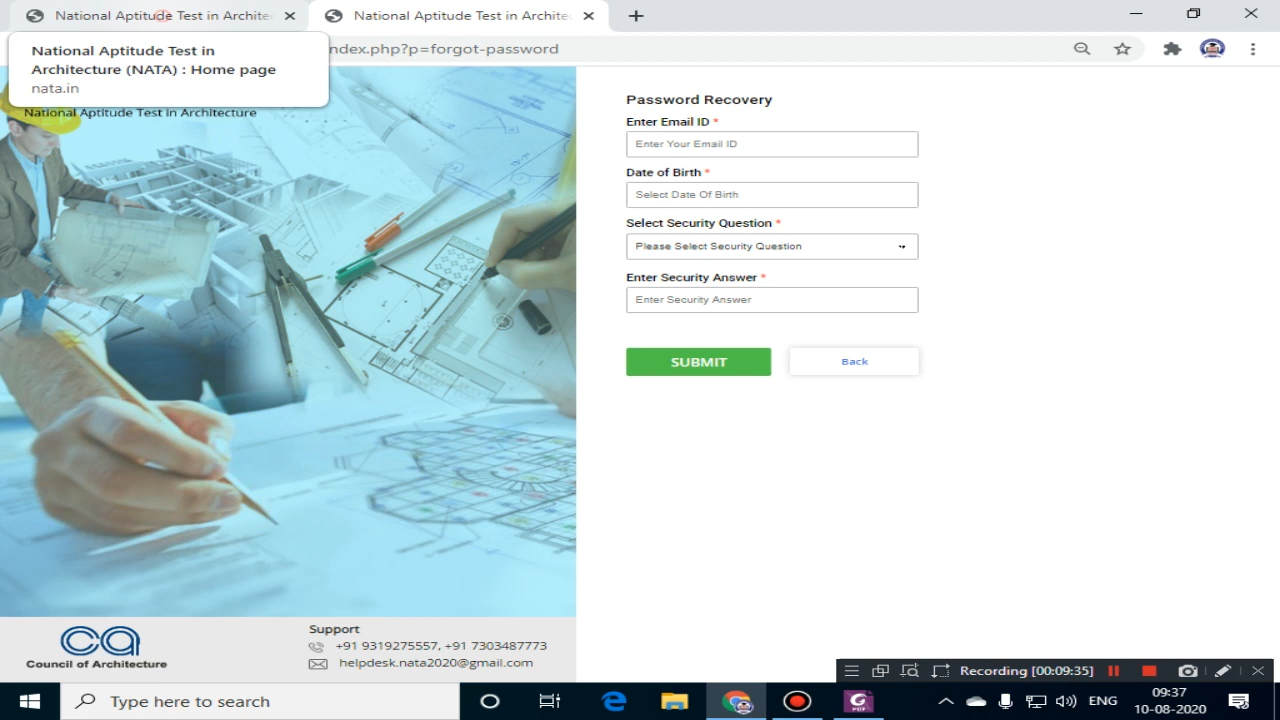 National Aptitude Test in Archite
National Aptitude Test in Archite
National Aptitude Test in
Architecture (NATA) : Home page
nata.in
ndex.php?p=forgot-password
National Aptitude Test in Architecture
Password Recovery
Enter Email ID *
Enter Your Email ID
Date of Birth *
Select Date Of Birth
Select Security Question *
Please Select Security Question
Enter Security Answer *
Enter Security Answer
SUBMIT
Back
ca
Council of Architecture
Support
+91 9319275557, +91 7303487773
helpdesk.nata2020@gmail.com
Recording [00:09:35]
Type here to search
ENG
09:37
10-08-2020